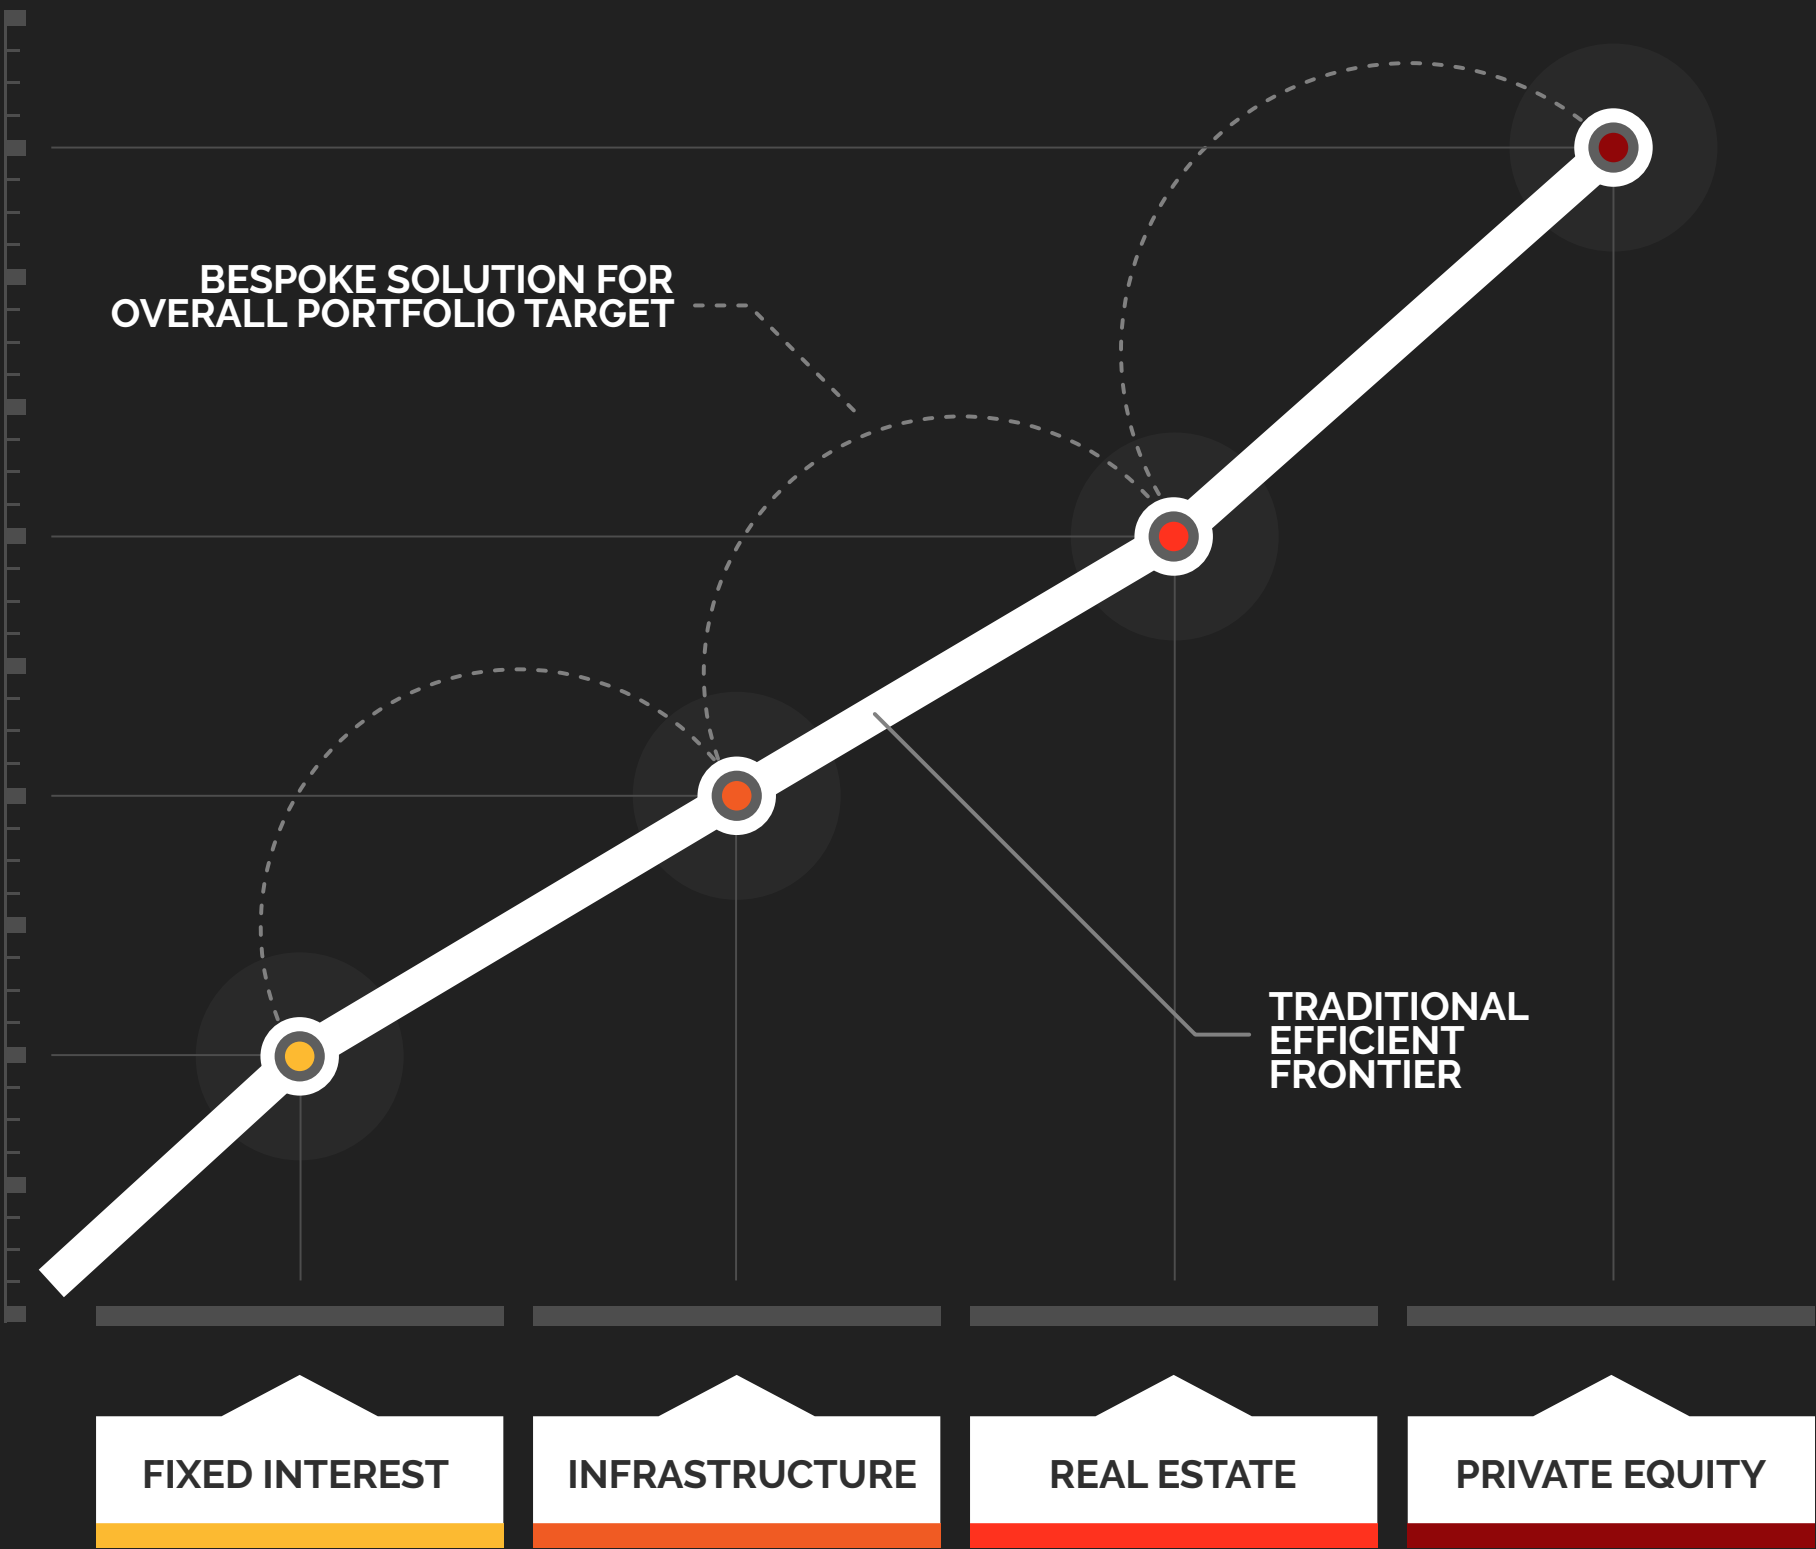 BESPOKE SOLUTION FOR
OVERALL PORTFOLIO TARGET
TRADITIONAL
EFFICIENT
FRONTIER
FIXED INTEREST
INFRASTRUCTURE
REAL ESTATE
PRIVATE EQUITY